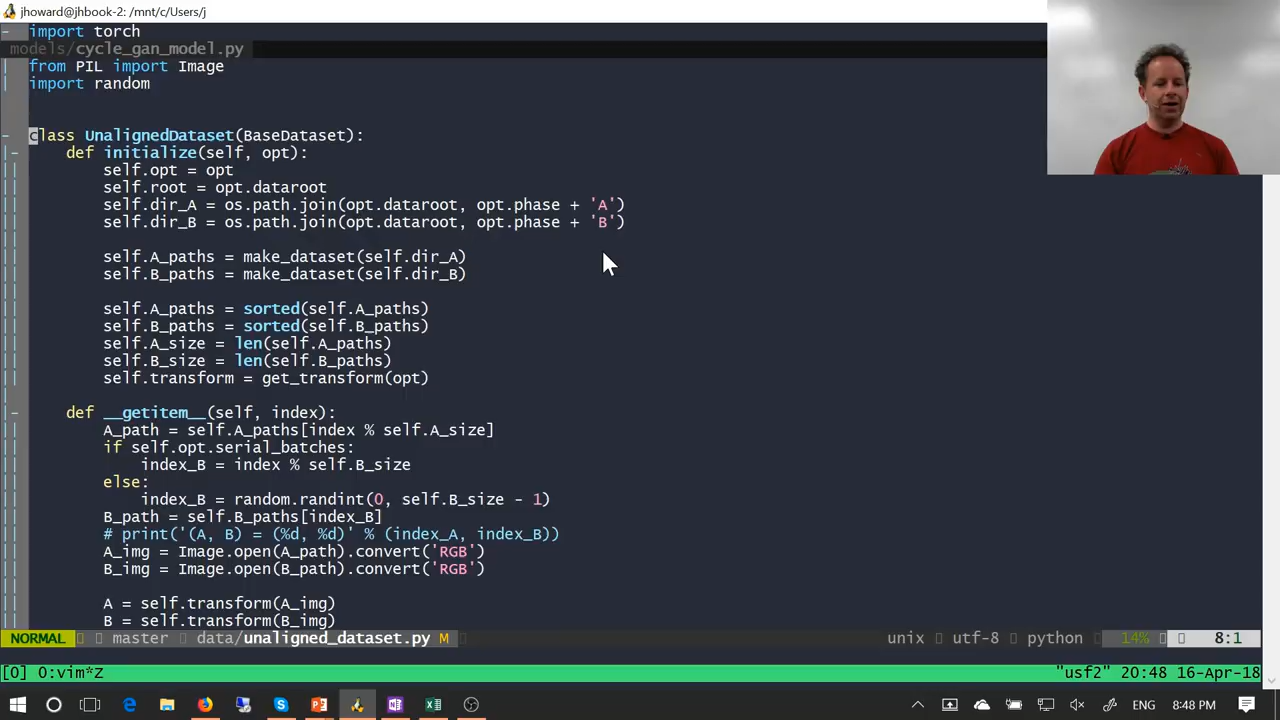 jhoward@jhbook-2: /mnt/c/Users/j
import torch
models/cycle_gan_model.py
from PIL import Image
import random
class UnalignedDataset(BaseDataset):
def initialize(self, opt):
self.opt = opt
self.root = opt.dataroot
self.dir_A = os.path.join(opt.dataroot, opt.phase + 'A')
self.dir_B = os.path.join(opt.dataroot, opt.phase + 'B')
self.A_paths = make_dataset(self.dir_A)
self.B_paths = make_dataset(self.dir_B)
self.A_paths = sorted(self.A_paths)
self.B_paths = sorted(self.B_paths)
self.A_size = len(self.A_paths)
self.B_size = len(self.B_paths)
self.transform = get_transform(opt)
def __getitem__(self, index):
A_path = self.A_paths[index % self.A_size]
if self.opt.serial_batches:
index_B = index % self.B_size
else:
index_B = random.randint(0, self.B_size - 1)
B_path = self.B_paths[index_B]
# print('(A, B) = (%d, %d)' % (index_A, index_B))
A_img = Image.open(A_path).convert('RGB')
B_img = Image.open(B_path).convert('RGB')
A = self.transform(A_img)
B = self.transform(B_img)
NORMAL master data/unaligned_dataset.py M unix utf-8 python 14% 8:1
[0] 0:vim*Z "usf2" 20:48 16-Apr-18
ENG 8:48 PM